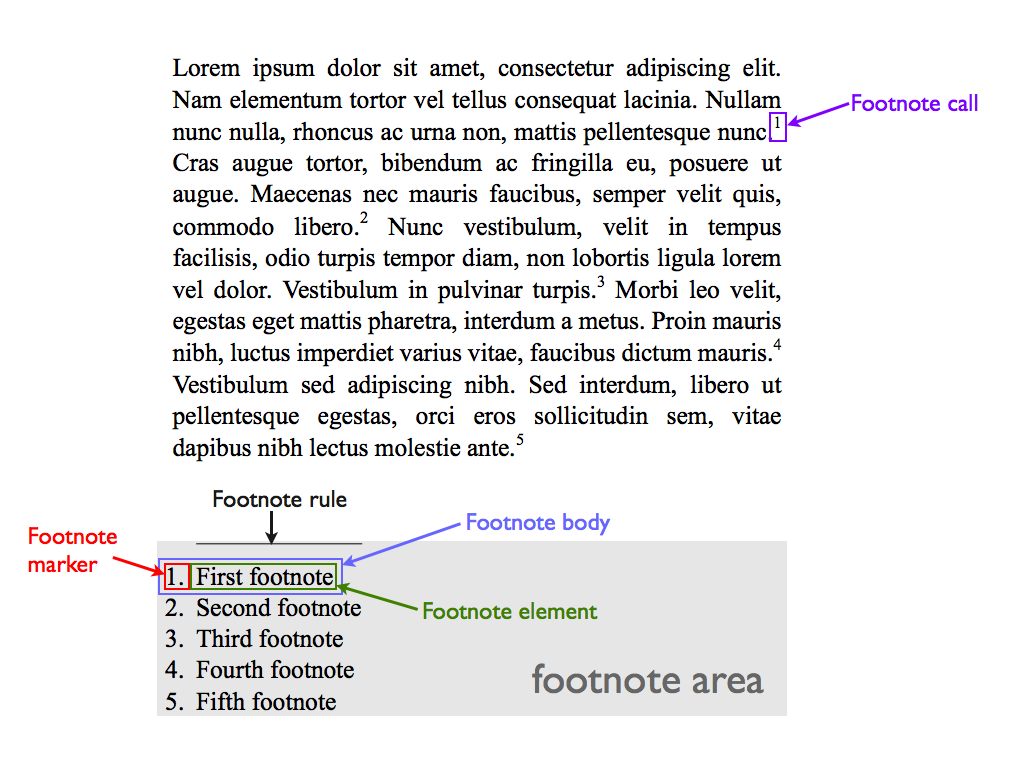 Lorem ipsum dolor sit amet, consectetur adipiscing elit.
Nam elementum tortor vel tellus consequat lacinia. Nullam
Footnote call
nunc nulla, rhoncus ac urna non, mattis pellentesque nunc.1
Cras augue tortor, bibendum ac fringilla eu, posuere ut
augue. Maecenas nec mauris faucibus, semper velit quis,
commodo libero.2 Nunc vestibulum, velit in tempus
facilisis, odio turpis tempor diam, non lobortis ligula lorem
vel dolor. Vestibulum in pulvinar turpis.3 Morbi leo velit,
egestas eget mattis pharetra, interdum a metus. Proin mauris
nibh, luctus imperdiet varius vitae, faucibus dictum mauris.4
Vestibulum sed adipiscing nibh. Sed interdum, libero ut
pellentesque egestas, orci eros sollicitudin sem, vitae
dapibus nibh lectus molestie ante.5
Footnote rule
Footnote body
Footnote
marker
1. First footnote
Footnote element
2. Second footnote
3. Third footnote
4. Fourth footnote
5. Fifth footnote
footnote area